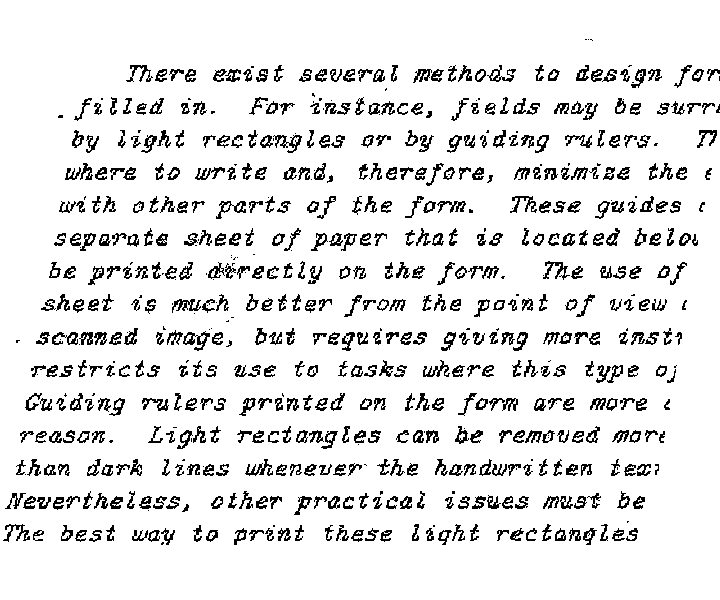 There exist several methods to design for
filled in. For instance, fields may be surr
by light rectangles or by guiding rulers. Th
where to write and, therefore, minimize the
with other parts of the form. These guides
separate sheet of paper that is located belo
be printed directly on the form. The use of
sheet is much better from the point of view
scanned image, but requires giving more inst
restricts its use to tasks where this type of
Guiding rulers printed on the form are more
reason. Light rectangles can be removed more
than dark lines whenever the handwritten text
Nevertheless, other practical issues must be
The best way to print these light rectangles